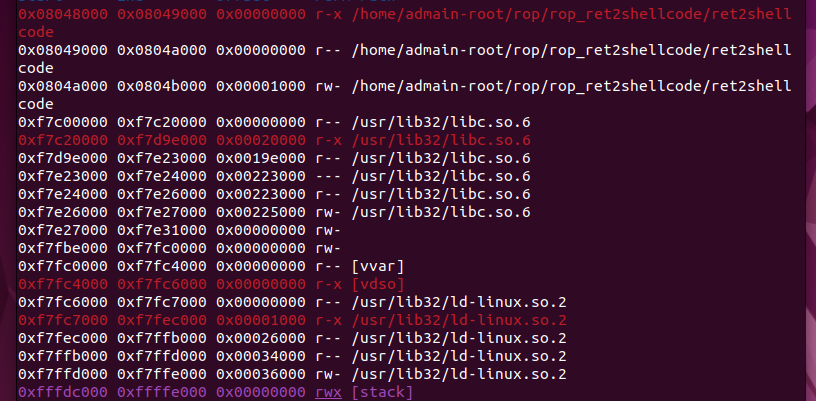 0x08048000 0x08049000 0x00000000 r-x /home/admain-root/rop/rop_ret2shellcode/ret2shell
code
0x08049000 0x0804a000 0x00000000 r-- /home/admain-root/rop/rop_ret2shellcode/ret2shell
code
0x0804a000 0x0804b000 0x00001000 rw- /home/admain-root/rop/rop_ret2shellcode/ret2shell
code
0xf7c00000 0xf7c20000 0x00000000 r-- /usr/lib32/libc.so.6
0xf7c20000 0xf7d9e000 0x00020000 r-x /usr/lib32/libc.so.6
0xf7d9e000 0xf7e23000 0x0019e000 r-- /usr/lib32/libc.so.6
0xf7e23000 0xf7e24000 0x00223000 --- /usr/lib32/libc.so.6
0xf7e24000 0xf7e26000 0x00223000 r-- /usr/lib32/libc.so.6
0xf7e26000 0xf7e27000 0x00225000 rw- /usr/lib32/libc.so.6
0xf7e27000 0xf7e31000 0x00000000 rw-
0xf7fbe000 0xf7fc0000 0x00000000 rw-
0xf7fc0000 0xf7fc4000 0x00000000 r-- [vvar]
0xf7fc4000 0xf7fc6000 0x00000000 r-x [vdso]
0xf7fc6000 0xf7fc7000 0x00000000 r-- /usr/lib32/ld-linux.so.2
0xf7fc7000 0xf7fec000 0x00001000 r-x /usr/lib32/ld-linux.so.2
0xf7fec000 0xf7ffb000 0x00026000 r-- /usr/lib32/ld-linux.so.2
0xf7ffb000 0xf7ffd000 0x00034000 r-- /usr/lib32/ld-linux.so.2
0xf7ffd000 0xf7ffe000 0x00036000 rw- /usr/lib32/ld-linux.so.2
0xfffdc000 0xffffe000 0x00000000 rwx [stack]